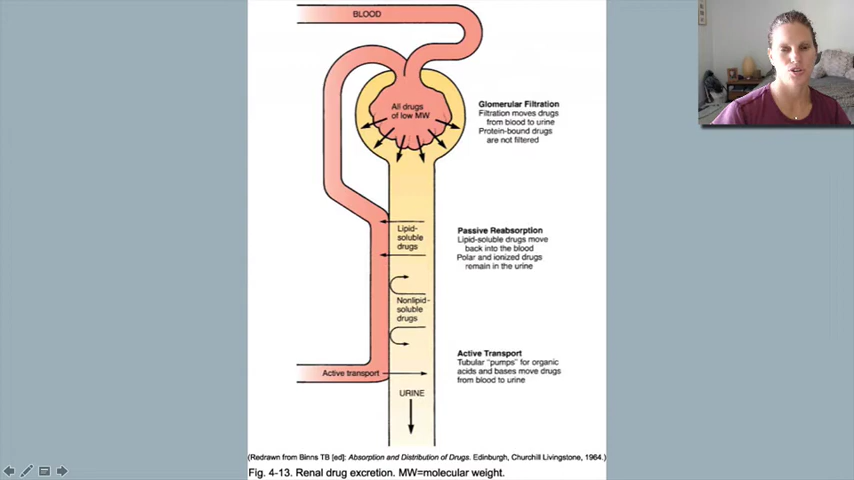 BLOOD
All drugs
of low MW
Glomerular Filtration
Filtration moves drugs
from blood to urine
Protein-bound drugs
are not filtered
Lipid-
soluble
drugs
Passive Reabsorption
Lipid-soluble drugs move
back into the blood
Polar and ionized drugs
remain in the urine
Nonlipid-
soluble
drugs
Active Transport
Tubular "pumps" for organic
acids and bases move drugs
from blood to urine
Active transport
URINE
(Redrawn from Binns TB [ed]: Absorption and Distribution of Drugs. Edinburgh, Churchill Livingstone, 1964.)
Fig. 4-13. Renal drug excretion. MW=molecular weight.